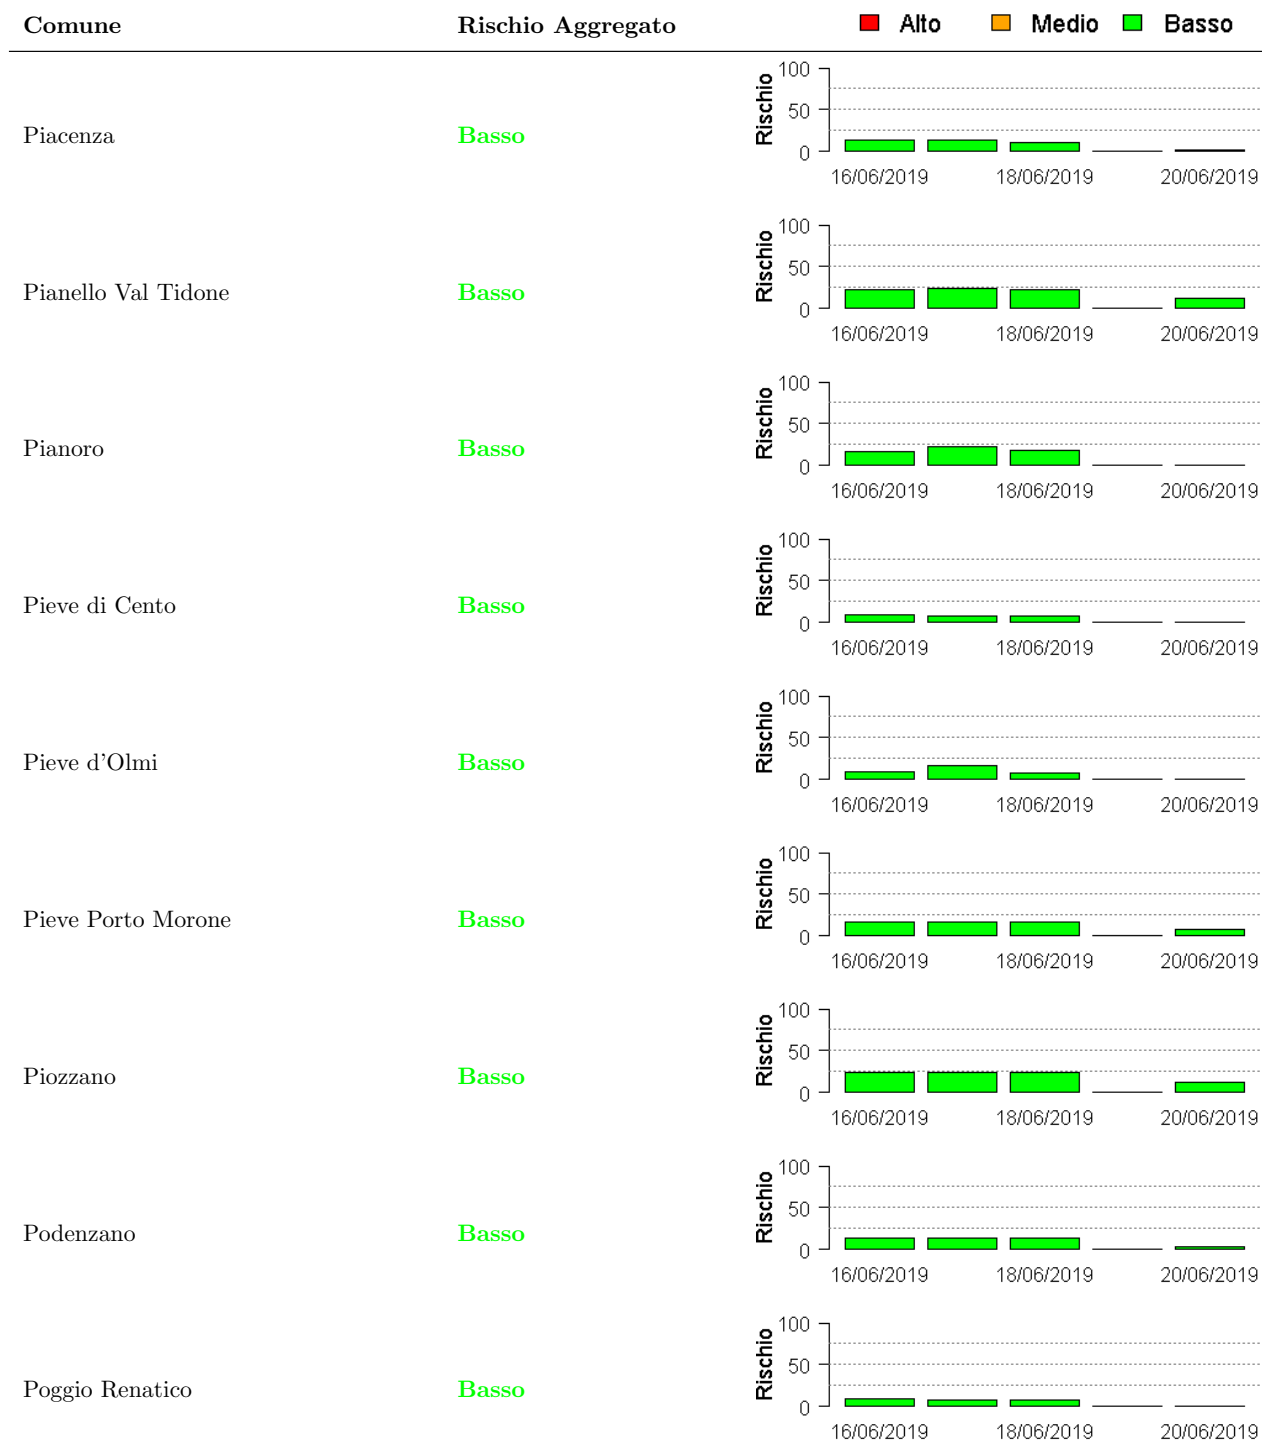 Comune Rischio Aggregato Alto Medio Basso
Piacenza Basso Rischio 0 50 100
16/06/2019 18/06/2019 20/06/2019
Pianello Val Tidone Basso Rischio 0 50 100
16/06/2019 18/06/2019 20/06/2019
Pianoro Basso Rischio 0 50 100
16/06/2019 18/06/2019 20/06/2019
Pieve di Cento Basso Rischio 0 50 100
16/06/2019 18/06/2019 20/06/2019
Pieve d'Olmi Basso Rischio 0 50 100
16/06/2019 18/06/2019 20/06/2019
Pieve Porto Morone Basso Rischio 0 50 100
16/06/2019 18/06/2019 20/06/2019
Piozzano Basso Rischio 0 50 100
16/06/2019 18/06/2019 20/06/2019
Podenzano Basso Rischio 0 50 100
16/06/2019 18/06/2019 20/06/2019
Poggio Renatico Basso Rischio 0 50 100
16/06/2019 18/06/2019 20/06/2019